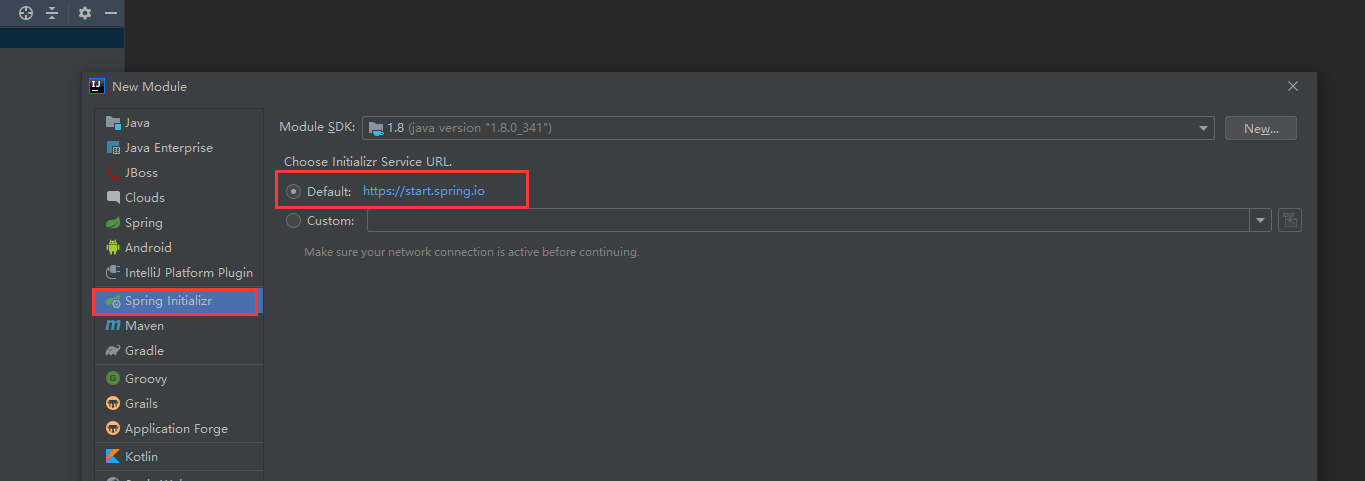 New Module
Java
Java Enterprise
JBoss
Clouds
Spring
Android
IntelliJ Platform Plugin
Spring Initializr
Maven
Gradle
Groovy
Grails
Application Forge
Kotlin
Module SDK: 1.8 (java version "1.8.0_341") New...
Choose Initializr Service URL.
Default: https://start.spring.io
Custom:
Make sure your network connection is active before continuing.